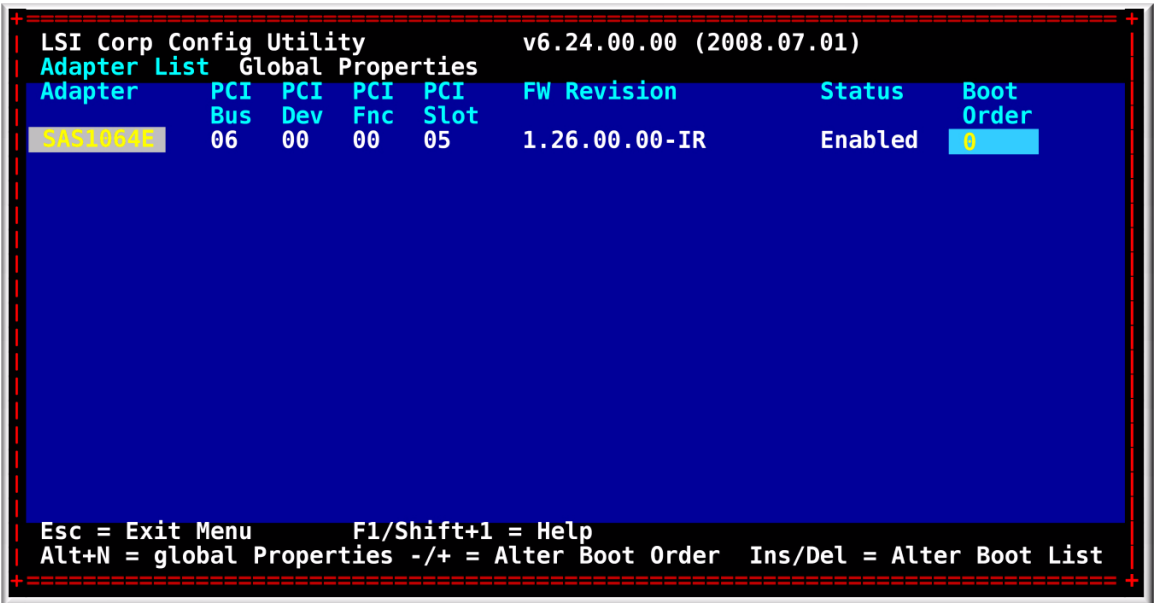 LSI Corp Config Utility v6.24.00.00 (2008.07.01)
Adapter List Global Properties
Adapter PCI PCI PCI PCI FW Revision Status Boot
Bus Dev Fnc Slot Order
SAS1064E 06 00 00 05 1.26.00.00-IR Enabled 0
Esc = Exit Menu F1/Shift+1 = Help
Alt+N = global Properties -/+ = Alter Boot Order Ins/Del = Alter Boot List